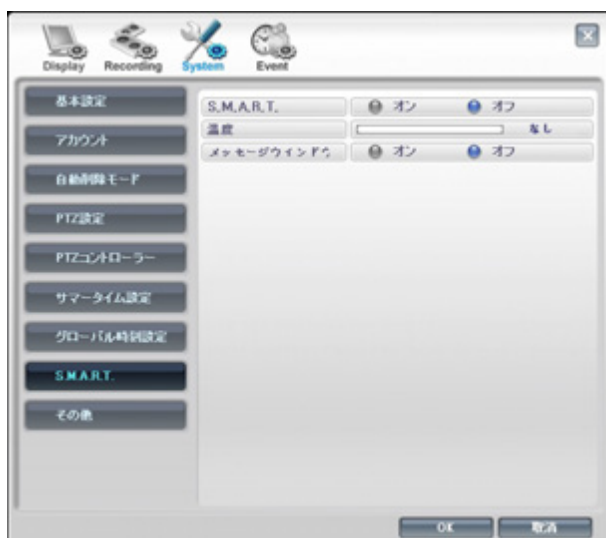 Display Recording System Event
基本設定
アカウント
自動削除モード
PTZ設定
PTZコントローラー
サマータイム設定
グローバル時刻設定
S.M.A.R.T.
その他
S.M.A.R.T. オン オフ
温度 なし
メッセージウインドウ オン オフ
OK 取消